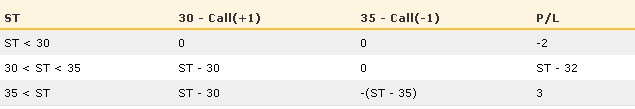 ST 30 - Call(+1) 35 - Call(-1) P/L
ST < 30 0 0 -2
30 < ST < 35 ST - 30 0 ST - 32
35 < ST ST - 30 -(ST - 35) 3